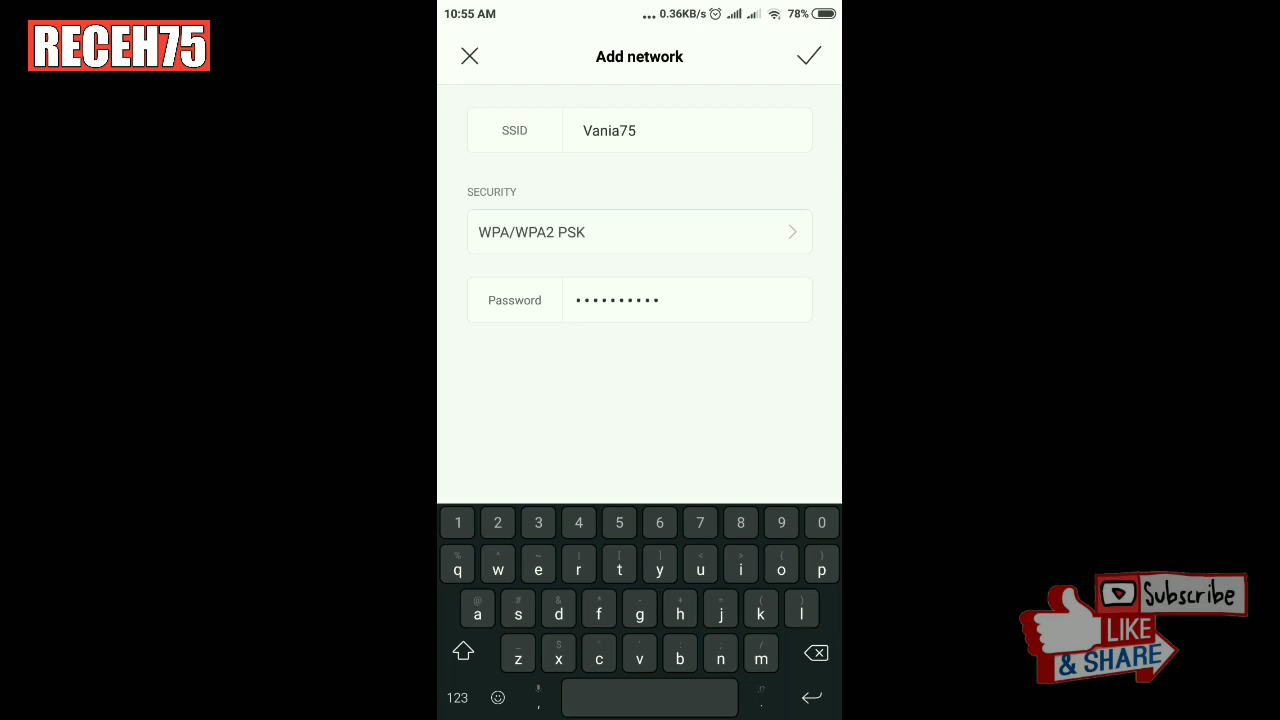 RECEH75
10:55 AM ... 0.36KB/s 78%
Add network
SSID Vania75
SECURITY
WPA/WPA2 PSK
Password ••••••••••
1 2 3 4 5 6 7 8 9 0
q w e r t y u i o p
a s d f g h j k l
z x c v b n m
123 , .
Subscribe
LIKE
& SHARE